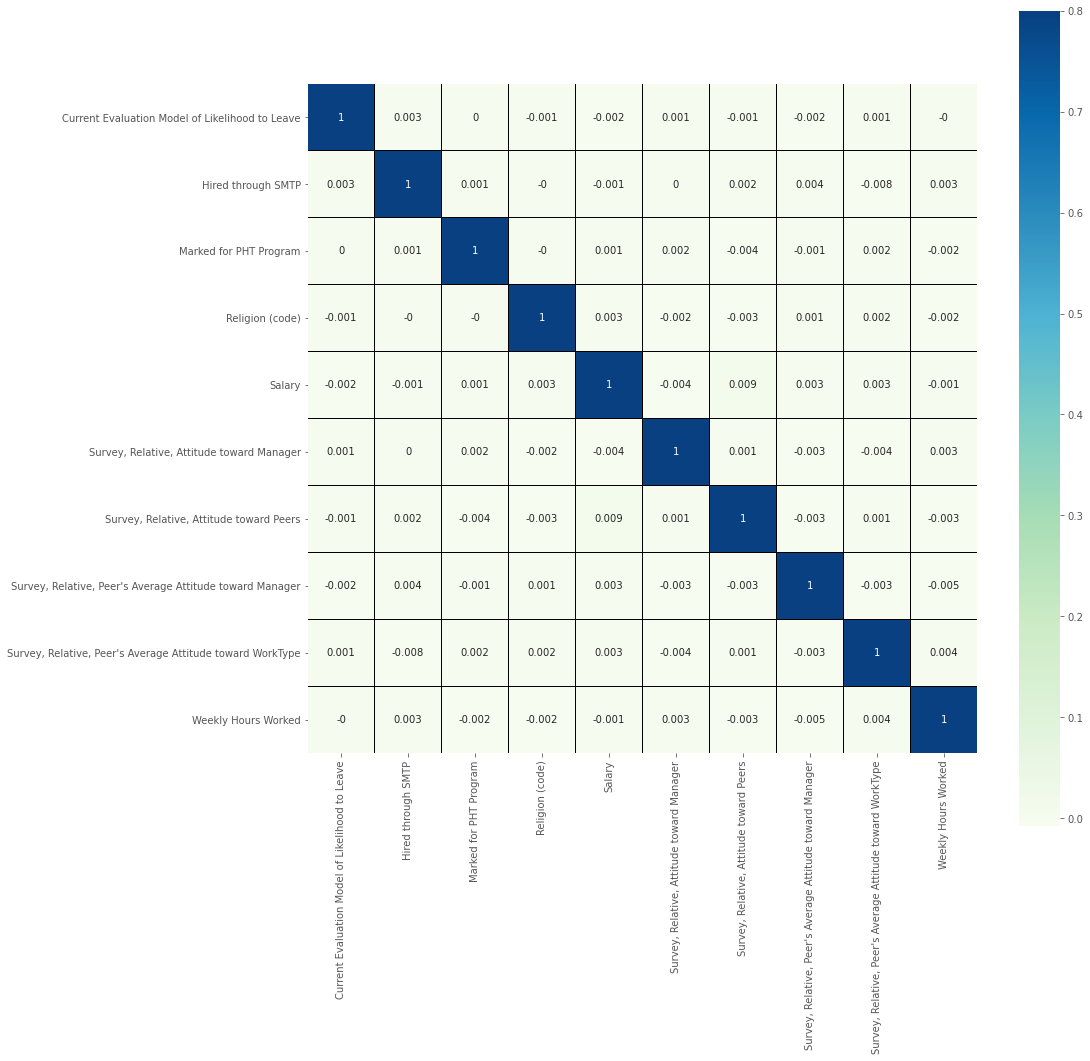 0.8
0.7
0.6
0.5
0.4
0.3
0.2
0.1
0.0
Current Evaluation Model of Likelihood to Leave 1 0.003 0 -0.001 -0.002 0.001 -0.001 -0.002 0.001 -0
Hired through SMTP 0.003 1 0.001 -0 -0.001 0 0.002 0.004 -0.008 0.003
Marked for PHT Program 0 0.001 1 -0 0.001 0.002 -0.004 -0.001 0.002 -0.002
Religion (code) -0.001 -0 -0 1 0.003 -0.002 -0.003 0.001 0.002 -0.002
Salary -0.002 -0.001 0.001 0.003 1 -0.004 0.009 0.003 0.003 -0.001
Survey, Relative, Attitude toward Manager 0.001 0 0.002 -0.002 -0.004 1 0.001 -0.003 -0.004 0.003
Survey, Relative, Attitude toward Peers -0.001 0.002 -0.004 -0.003 0.009 0.001 1 -0.003 0.001 -0.003
Survey, Relative, Peer's Average Attitude toward Manager -0.002 0.004 -0.001 0.001 0.003 -0.003 -0.003 1 -0.003 -0.005
Survey, Relative, Peer's Average Attitude toward WorkType 0.001 -0.008 0.002 0.002 0.003 -0.004 0.001 -0.003 1 0.004
Weekly Hours Worked -0 0.003 -0.002 -0.002 -0.001 0.003 -0.003 -0.005 0.004 1
Current Evaluation Model of Likelihood to Leave
Hired through SMTP
Marked for PHT Program
Religion (code)
Salary
Survey, Relative, Attitude toward Manager
Survey, Relative, Attitude toward Peers
Survey, Relative, Peer's Average Attitude toward Manager
Survey, Relative, Peer's Average Attitude toward WorkType
Weekly Hours Worked